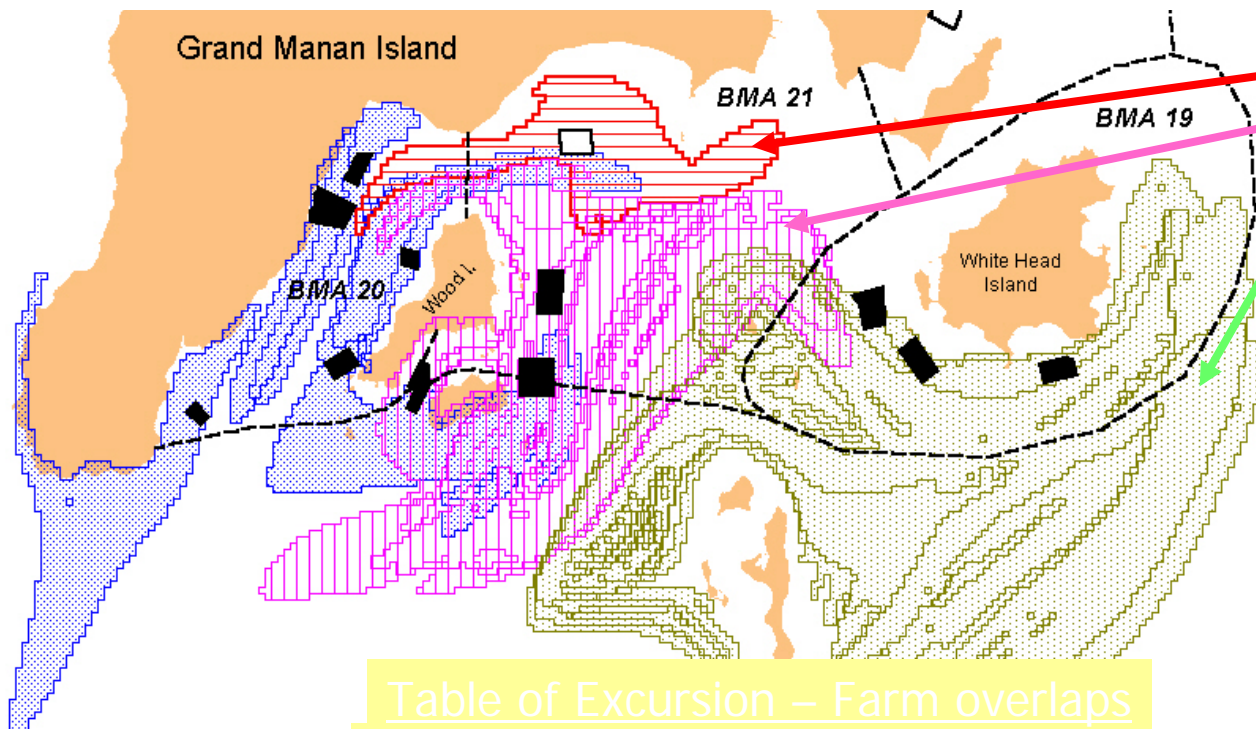 Grand Manan Island
BMA 21
BMA 19
BMA 20
Wood I.
White Head
Island
Table of Excursion – Farm overlaps